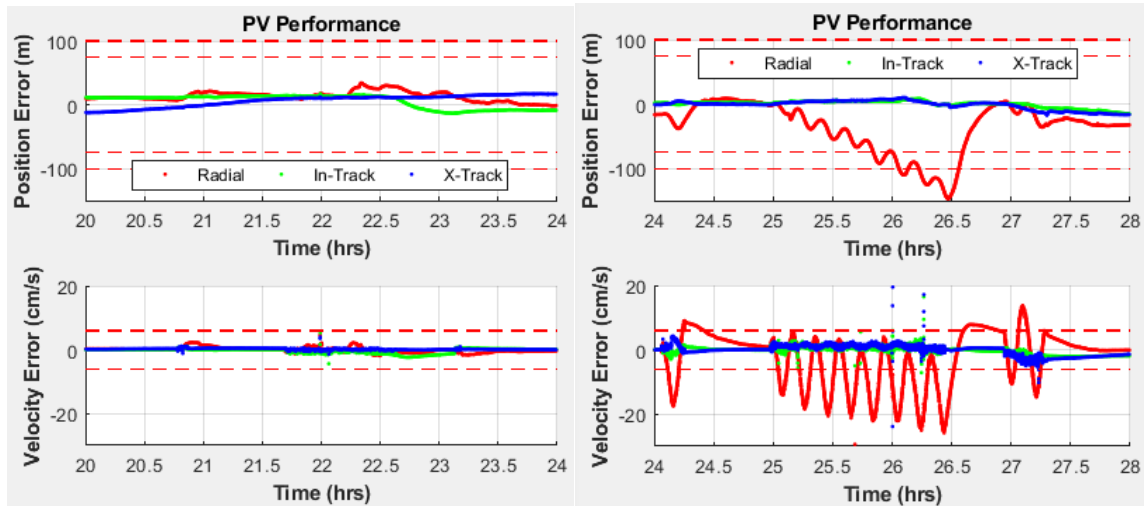 PV Performance
Position Error (m)
100
0
-100
Radial In-Track X-Track
20 20.5 21 21.5 22 22.5 23 23.5 24
Time (hrs)
Velocity Error (cm/s)
20
0
-20
20 20.5 21 21.5 22 22.5 23 23.5 24
Time (hrs)
PV Performance
Position Error (m)
100
0
-100
Radial In-Track X-Track
24 24.5 25 25.5 26 26.5 27 27.5 28
Time (hrs)
Velocity Error (cm/s)
20
0
-20
24 24.5 25 25.5 26 26.5 27 27.5 28
Time (hrs)